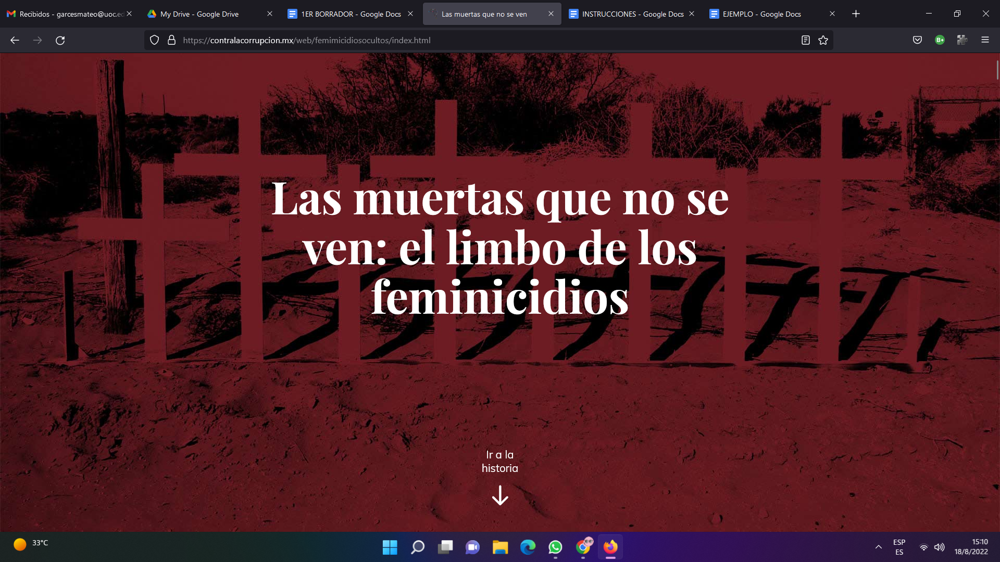 Recibidos - garcesmateo@uoc.ed
My Drive - Google Drive
1ER BORRADOR - Google Docs
Las muertas que no se ven
INSTRUCCIONES - Google Docs
EJEMPLO - Google Docs
https://contralacorrupcion.mx/web/femimicidiosocultos/index.html
B+
Las muertas que no se
ven: el limbo de los
feminicidios
Ir a la
historia
33°C
ESP
ES
15:10
18/8/2022